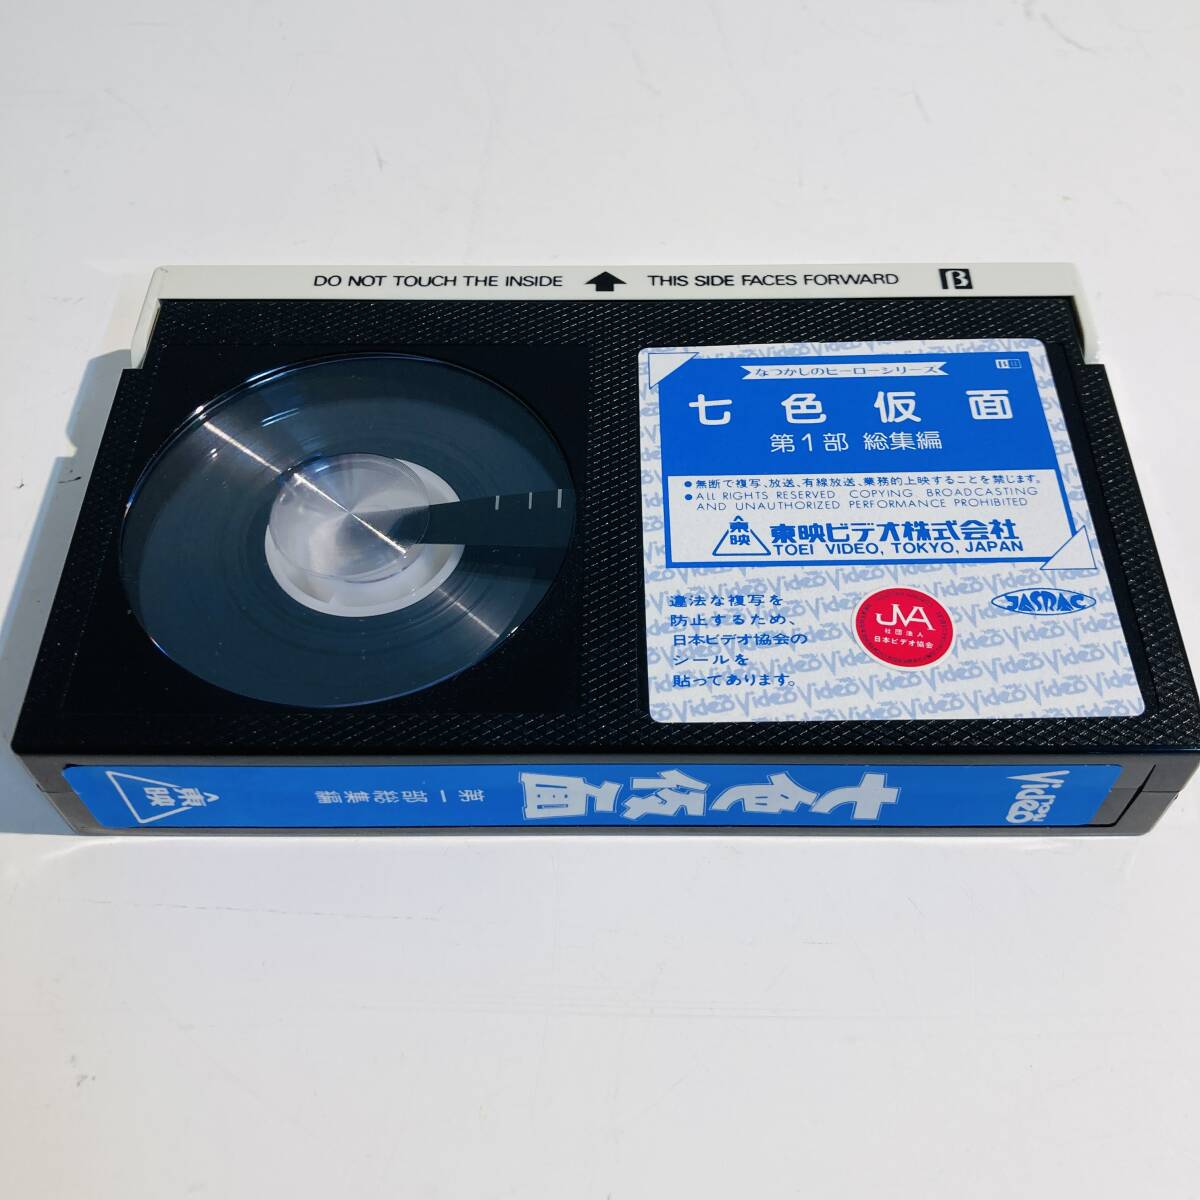 DO NOT TOUCH THE INSIDE THIS SIDE FACES FORWARD β
なつかしのヒーローシリーズ
七色仮面
第1部 総集編
●無断で複写、放送、有線放送、業務的上映することを禁じます。
●ALL RIGHTS RESERVED COPYING, BROADCASTING
AND UNAUTHORIZED PERFORMANCE PROHIBITED
東映 東映ビデオ株式会社
TOEI VIDEO, TOKYO, JAPAN
違法な複写を
防止するため、
日本ビデオ協会の
シールを
貼ってあります。
JVA
社団法人
日本ビデオ協会
JASRAC
東映 第一部総集編 七色仮面 TOEI Video